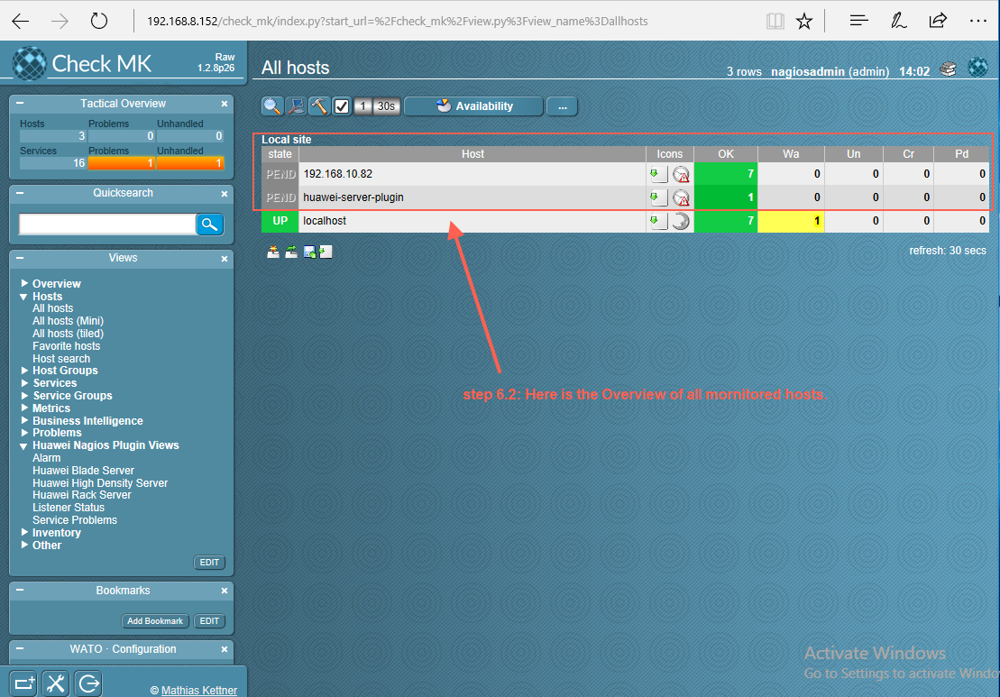 192.168.8.152/check_mk/index.py?start_url=%2Fcheck_mk%2Fview.py%3Fview_name%3Dallhosts
Check MK
Raw
1.2.8p26
All hosts
3 rows nagiosadmin (admin) 14:02
Tactical Overview
Hosts Problems Unhandled
3 0 0
Services Problems Unhandled
16 1 1
Quicksearch
Views
Overview
Hosts
All hosts
All hosts (Mini)
All hosts (tiled)
Favorite hosts
Host search
Host Groups
Services
Service Groups
Metrics
Business Intelligence
Problems
Huawei Nagios Plugin Views
Alarm
Huawei Blade Server
Huawei High Density Server
Huawei Rack Server
Listener Status
Service Problems
Inventory
Other
EDIT
Bookmarks
Add Bookmark EDIT
WATO · Configuration
© Mathias Kettner
1 30s Availability ...
Local site
state Host Icons OK Wa Un Cr Pd
PEND 192.168.10.82 7 0 0 0 0
PEND huawei-server-plugin 1 0 0 0 0
UP localhost 7 1 0 0 0
refresh: 30 secs
step 6.2: Here is the Overview of all mornitored hosts.
Activate Windows
Go to Settings to activate Windo